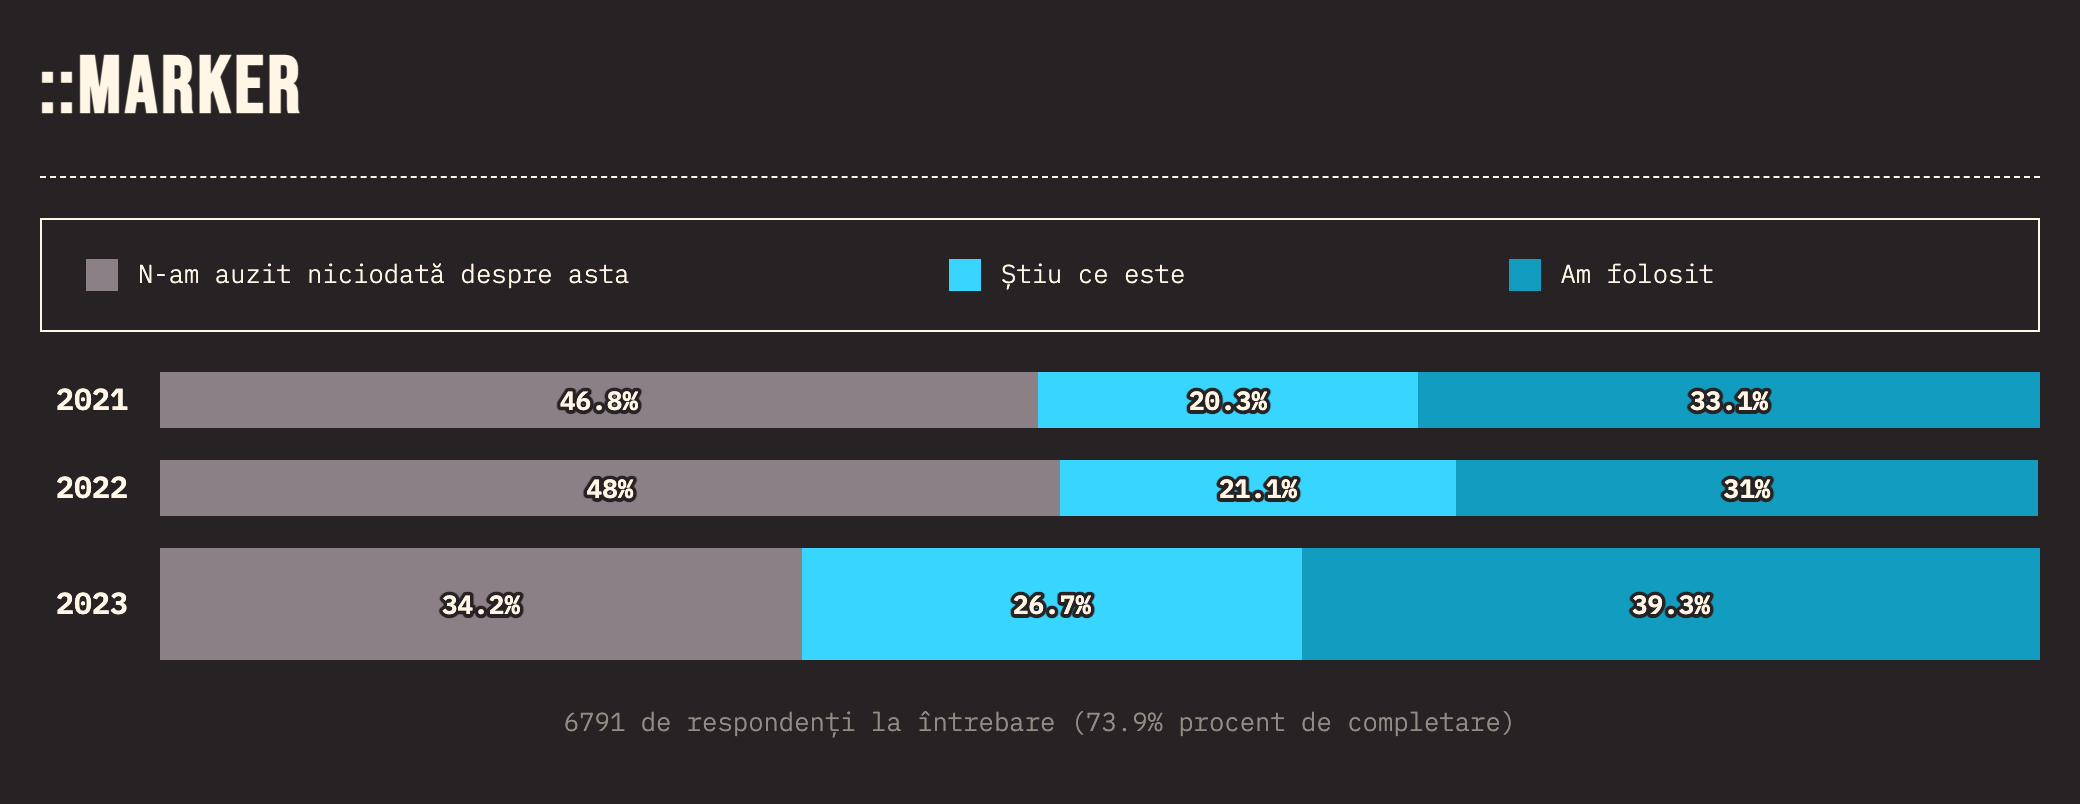 ::MARKER
N-am auzit niciodată despre asta
Știu ce este
Am folosit
2021 46.8% 20.3% 33.1%
2022 48% 21.1% 31%
2023 34.2% 26.7% 39.3%
6791 de respondenți la întrebare (73.9% procent de completare)